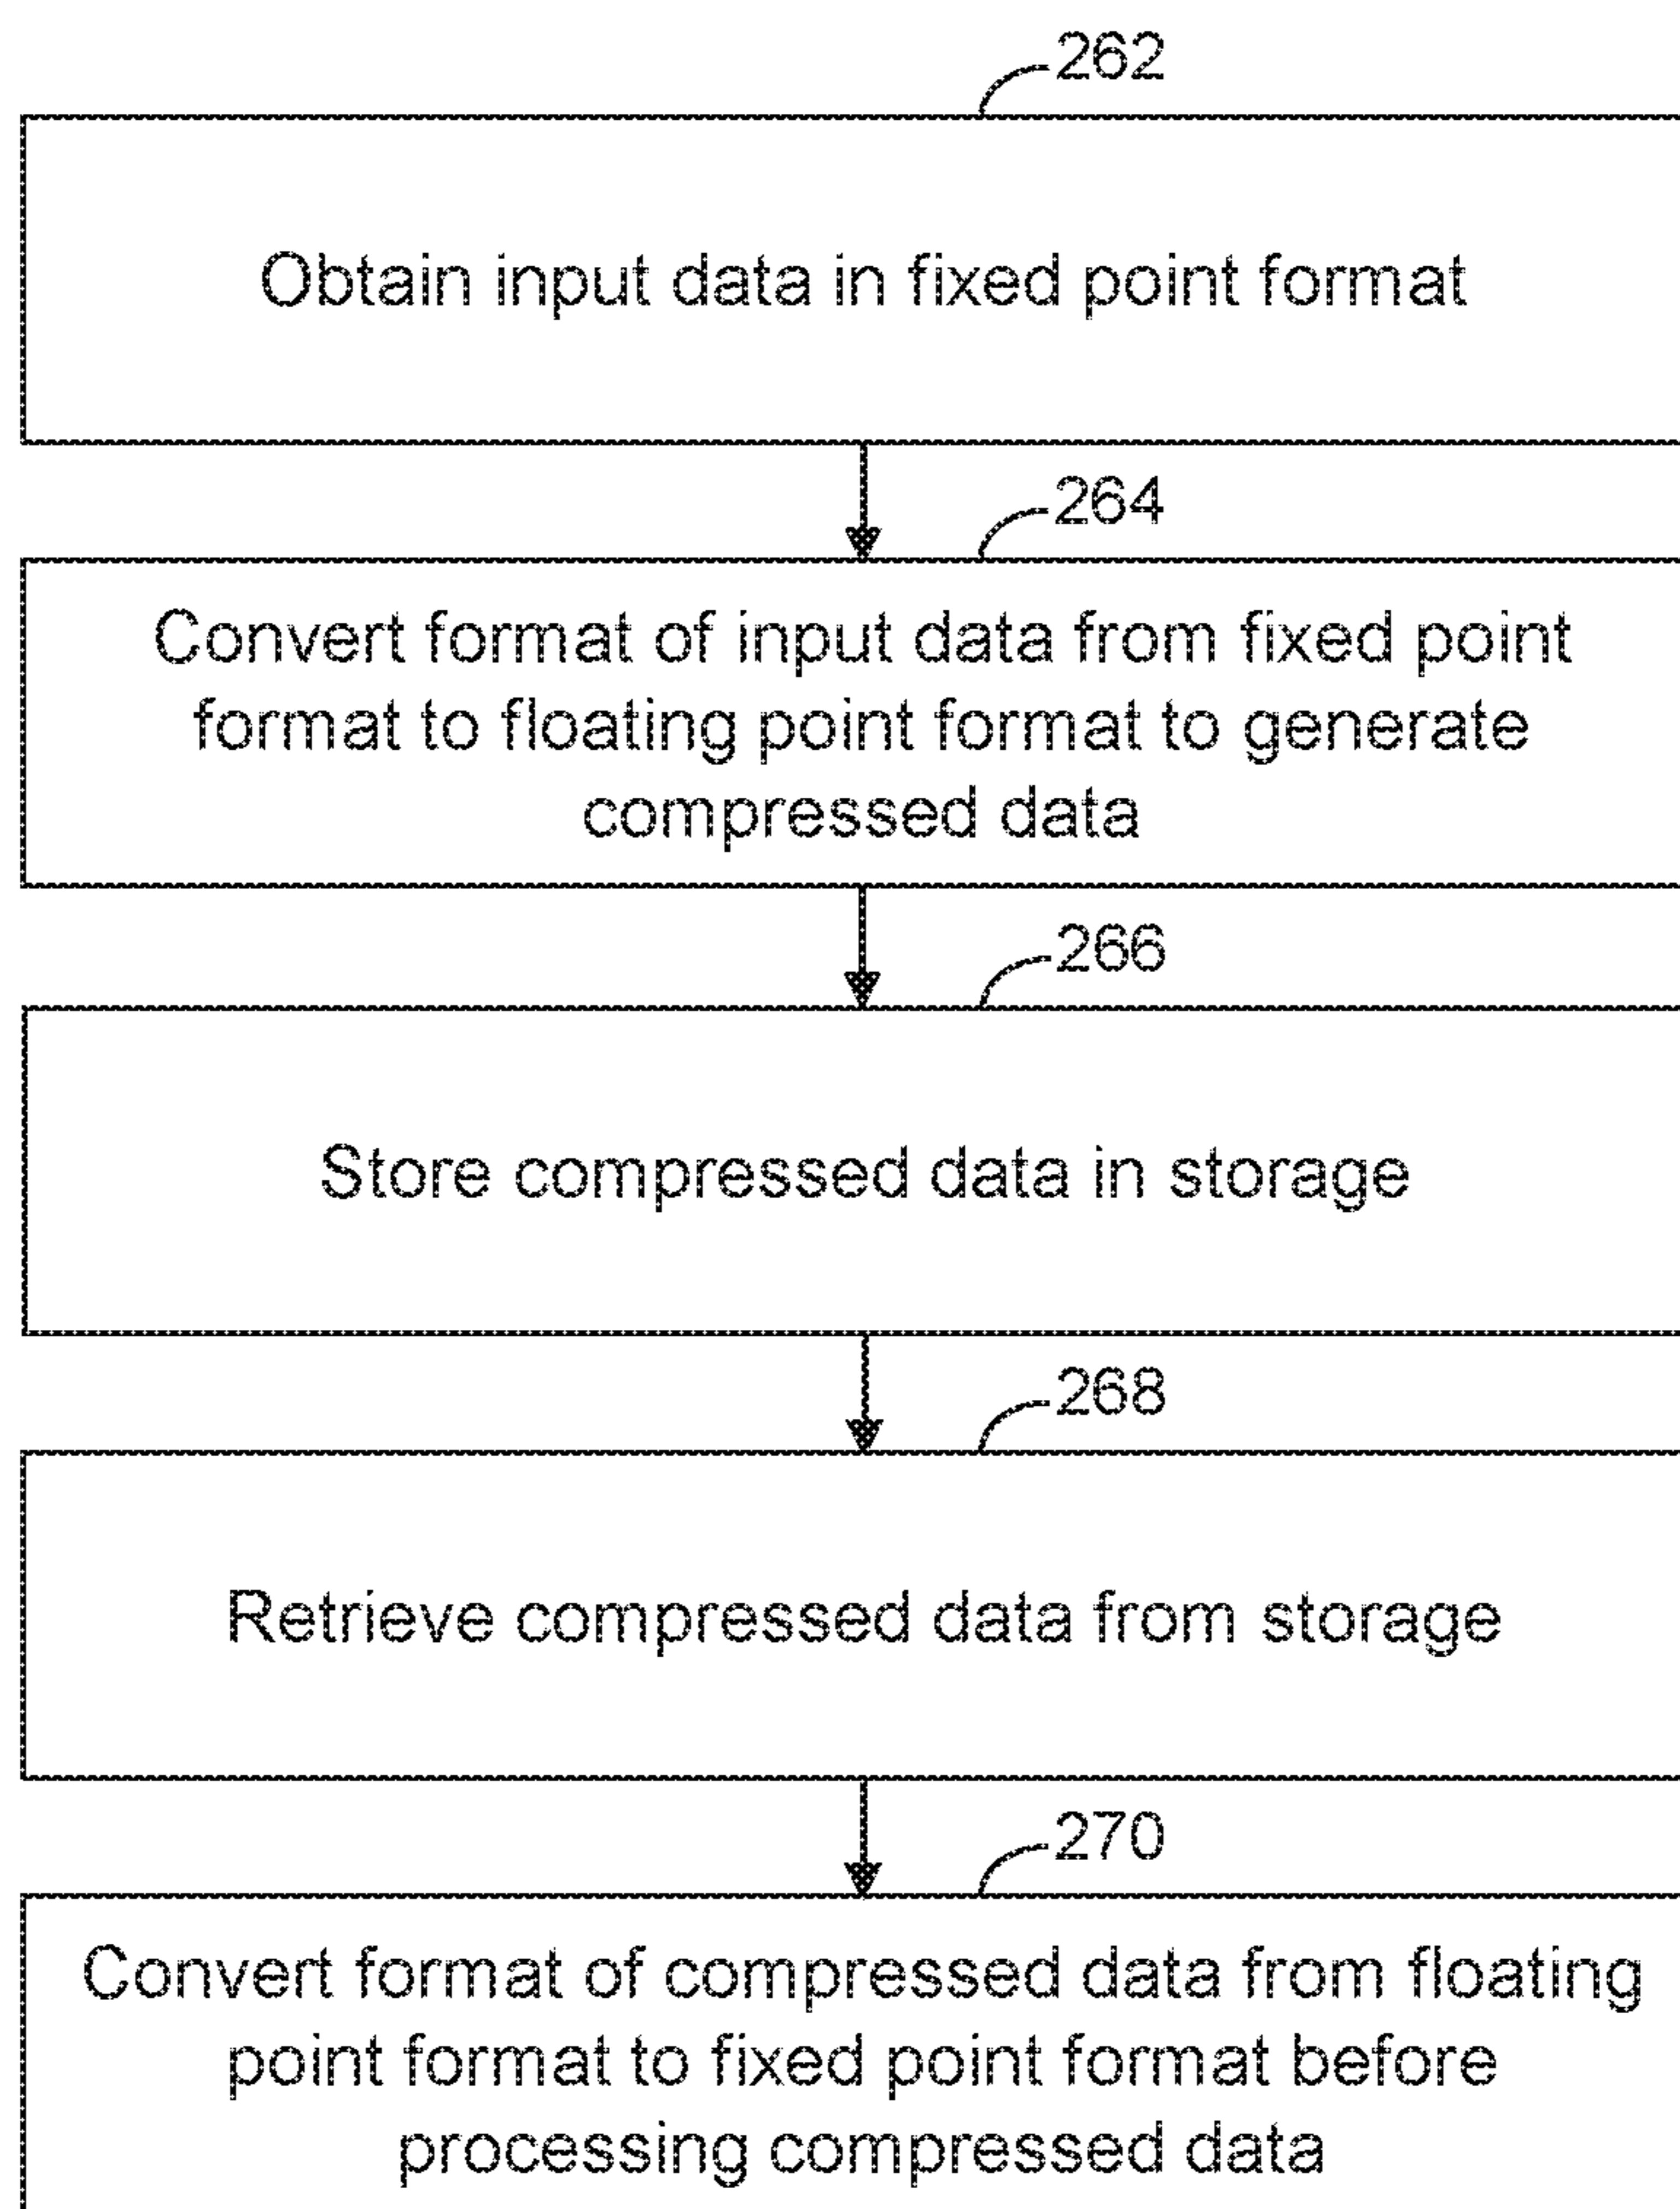 262
Obtain input data in fixed point format
264
Convert format of input data from fixed point
format to floating point format to generate
compressed data
266
Store compressed data in storage
268
Retrieve compressed data from storage
270
Convert format of compressed data from floating
point format to fixed point format before
processing compressed data